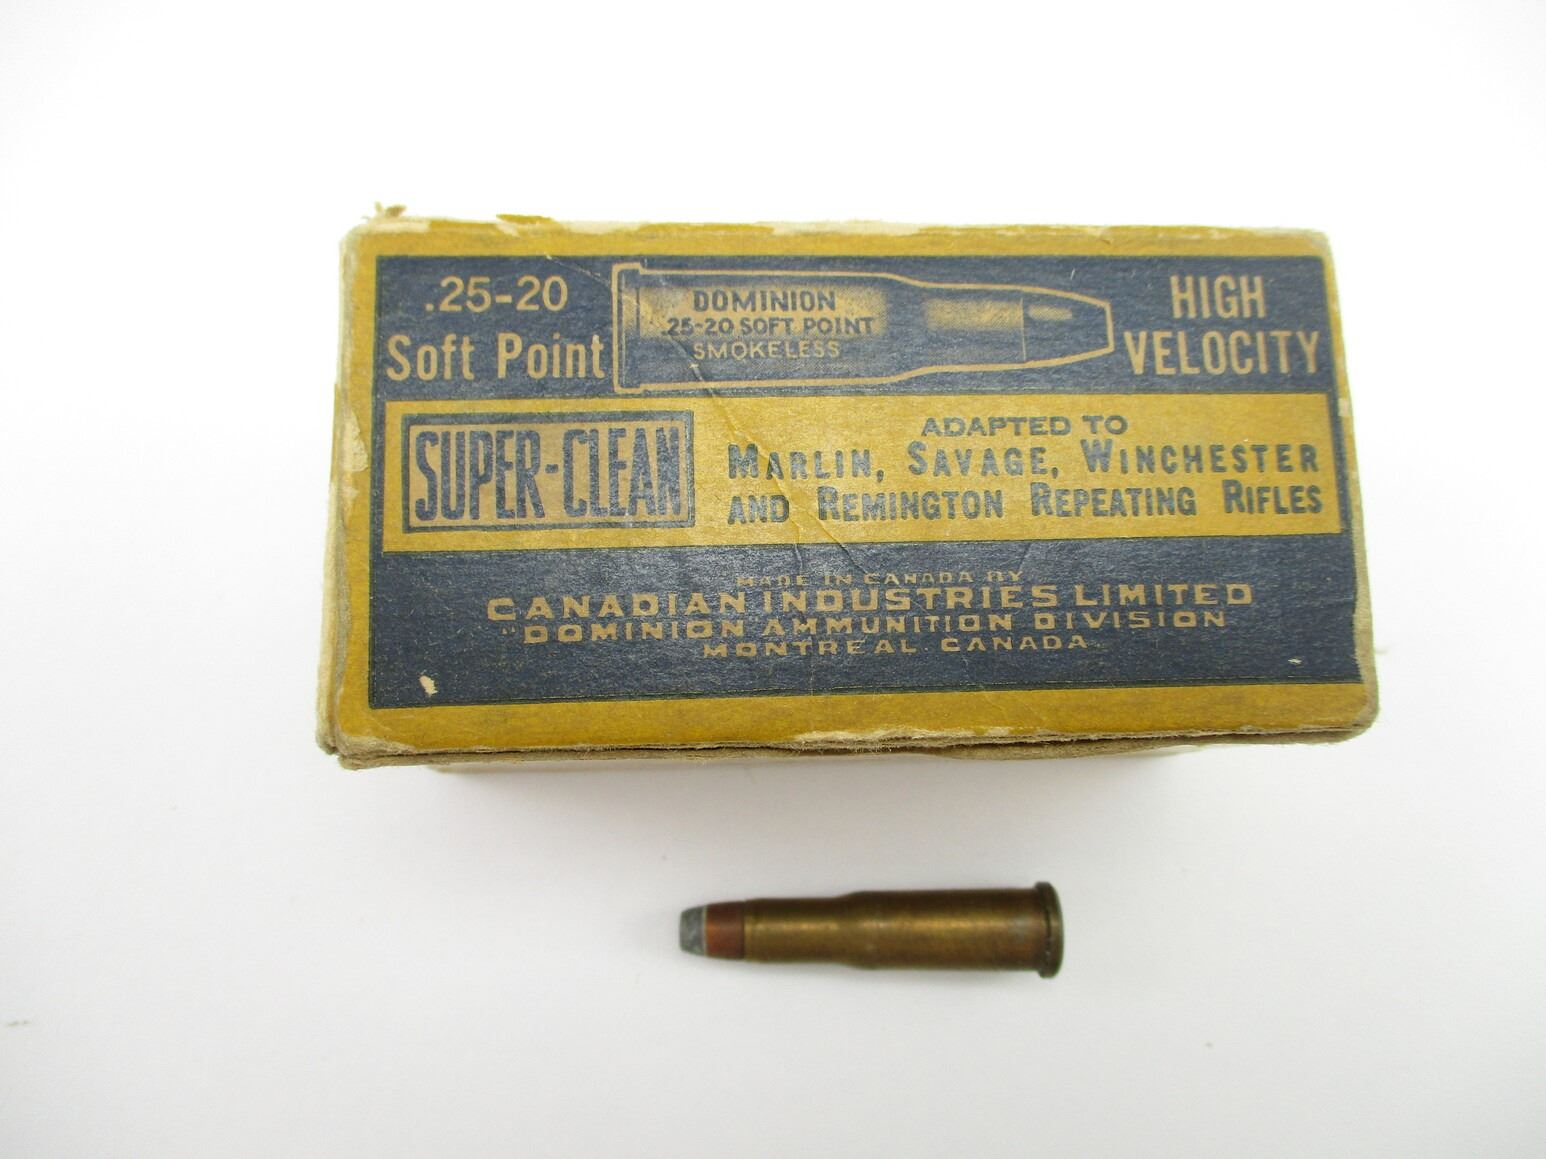 .25-20
Soft Point
DOMINION
.25-20 SOFT POINT
SMOKELESS
HIGH
VELOCITY
SUPER-CLEAN
ADAPTED TO
MARLIN, SAVAGE, WINCHESTER
AND REMINGTON REPEATING RIFLES
MADE IN CANADA BY
CANADIAN INDUSTRIES LIMITED
"DOMINION AMMUNITION DIVISION"
MONTREAL. CANADA